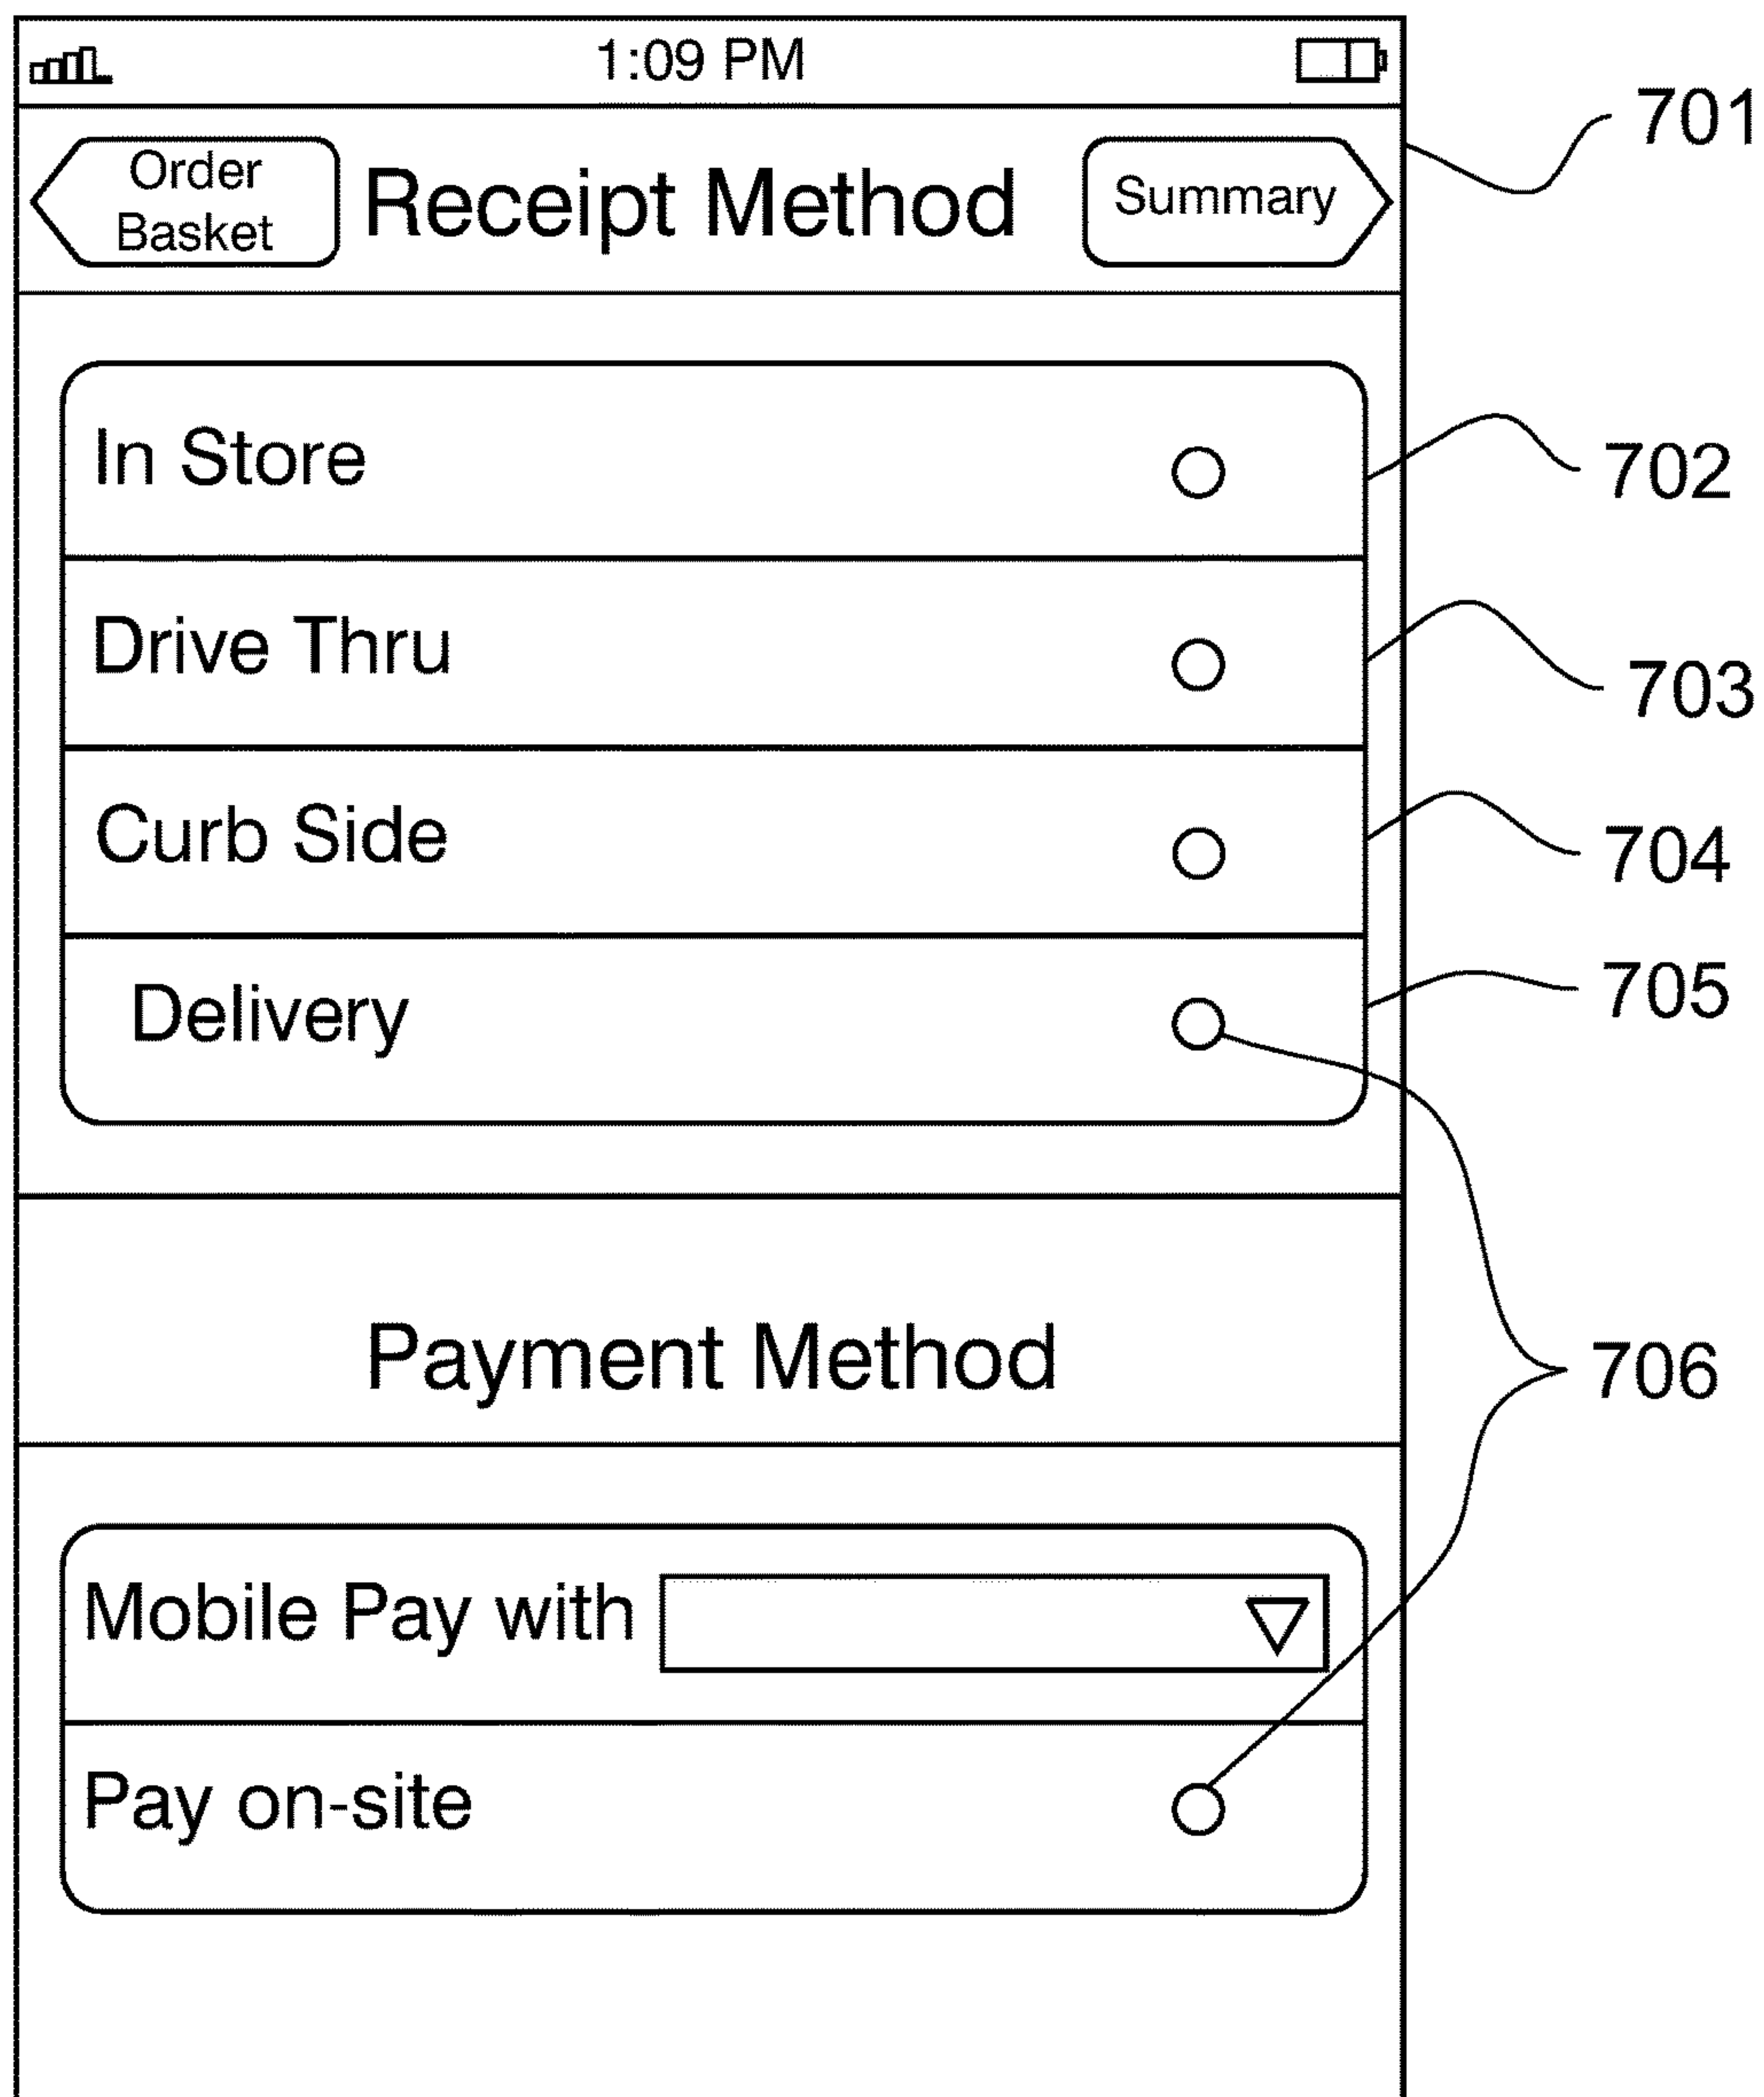 1:09 PM
701
Order
Basket
Receipt Method
Summary
In Store
702
Drive Thru
703
Curb Side
704
Delivery
705
Payment Method
706
Mobile Pay with
Pay on-site